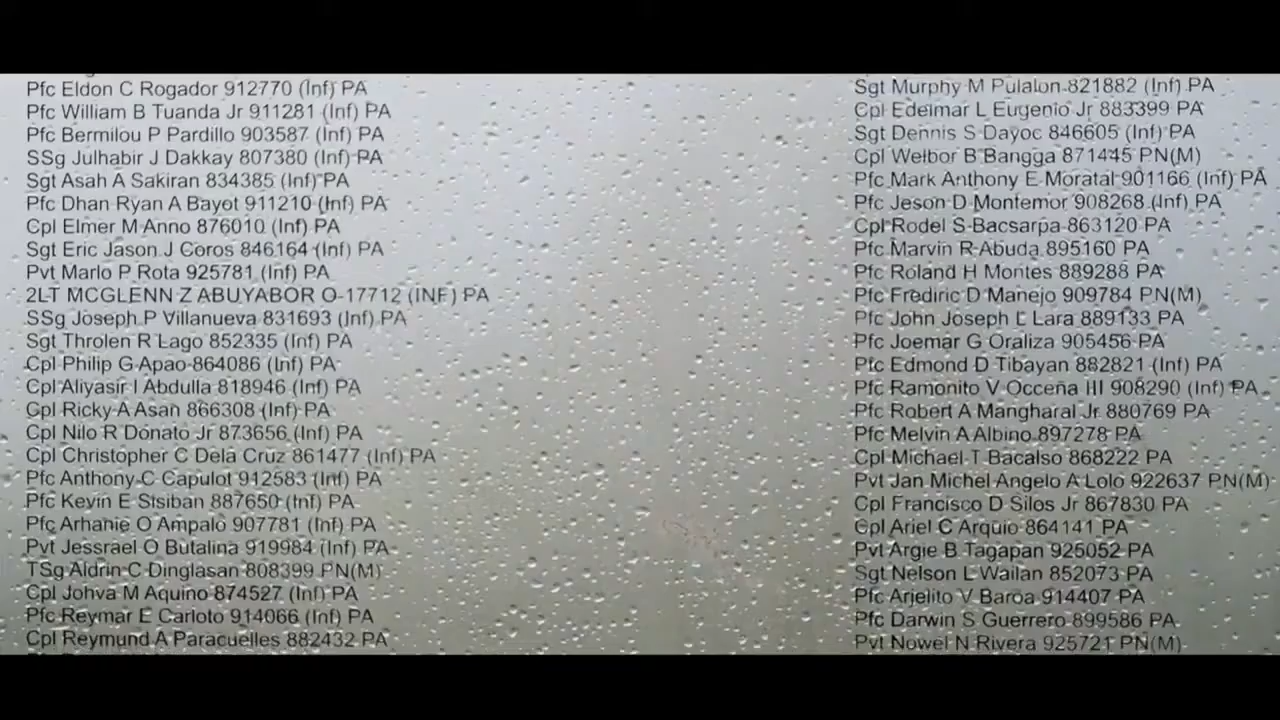 Pfc Eldon C Rogador 912770 (Inf) PA
Pfc William B Tuanda Jr 911281 (Inf) PA
Pfc Bermilou P Pardillo 903587 (Inf) PA
SSg Julhabir J Dakkay 807380 (Inf) PA
Sgt Asah A Sakiran 834385 (Inf) PA
Pfc Dhan Ryan A Bayot 911210 (Inf) PA
Cpl Elmer M Anno 876010 (Inf) PA
Sgt Eric Jason J Coros 846164 (Inf) PA
Pvt Marlo P Rota 925781 (Inf) PA
2LT MCGLENN Z ABUYABOR O-17712 (INF) PA
SSg Joseph P Villanueva 831693 (Inf) PA
Sgt Throlen R Lago 852335 (Inf) PA
Cpl Philip G Apao 864086 (Inf) PA
Cpl Aliyasir I Abdulla 818946 (Inf) PA
Cpl Ricky A Asan 866308 (Inf) PA
Cpl Nilo R Donato Jr 873656 (Inf) PA
Cpl Christopher C Dela Cruz 861477 (Inf) PA
Pfc Anthony C Capulot 912583 (Inf) PA
Pfc Kevin E Stsiban 887650 (Inf) PA
Pfc Arhanie O Ampalo 907781 (Inf) PA
Pvt Jessrael O Butalina 919984 (Inf) PA
TSg Aldrin C Dinglasan 808399 PN(M)
Cpl Johva M Aquino 874527 (Inf) PA
Pfc Reymar E Carloto 914066 (Inf) PA
Cpl Reymund A Paracuelles 882432 PA
Sgt Murphy M Pulalon 821882 (Inf) PA
Cpl Edelmar L Eugenio Jr 883399 PA
Sgt Dennis S Dayoc 846605 (Inf) PA
Cpl Welbor B Bangga 871445 PN(M)
Pfc Mark Anthony E Moratal 901166 (Inf) PA
Pfc Jeson D Montemor 908268 (Inf) PA
Cpl Rodel S Bacsarpa 863120 PA
Pfc Marvin R Abuda 895160 PA
Pfc Roland H Montes 889288 PA
Pfc Frediric D Manejo 909784 PN(M)
Pfc John Joseph L Lara 889133 PA
Pfc Joemar G Oraliza 905456 PA
Pfc Edmond D Tibayan 882821 (Inf) PA
Pfc Ramonito V Occeña III 908290 (Inf) PA
Pfc Robert A Mangharal Jr 880769 PA
Pfc Melvin A Albino 897278 PA
Cpl Michael T Bacalso 868222 PA
Pvt Jan Michel Angelo A Lolo 922637 PN(M)
Cpl Francisco D Silos Jr 867830 PA
Cpl Ariel C Arquio 864141 PA
Pvt Argie B Tagapan 925052 PA
Sgt Nelson L Wailan 852073 PA
Pfc Arjelito V Baroa 914407 PA
Pfc Darwin S Guerrero 899586 PA
Pvt Nowel N Rivera 925721 PN(M)